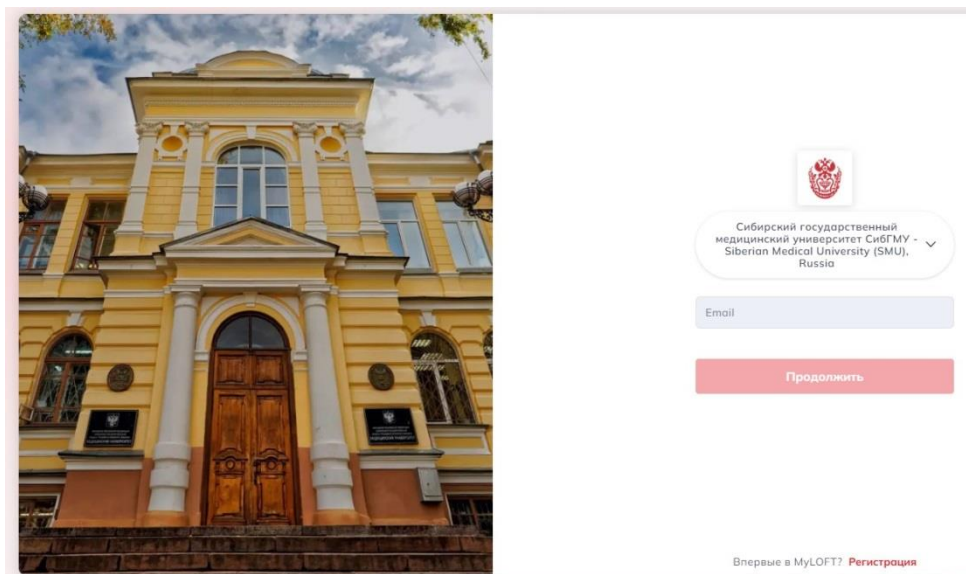 Сибирский государственный
медицинский университет СибГМУ -
Siberian Medical University (SMU),
Russia
Email
Продолжить
Впервые в MyLOFT? Регистрация